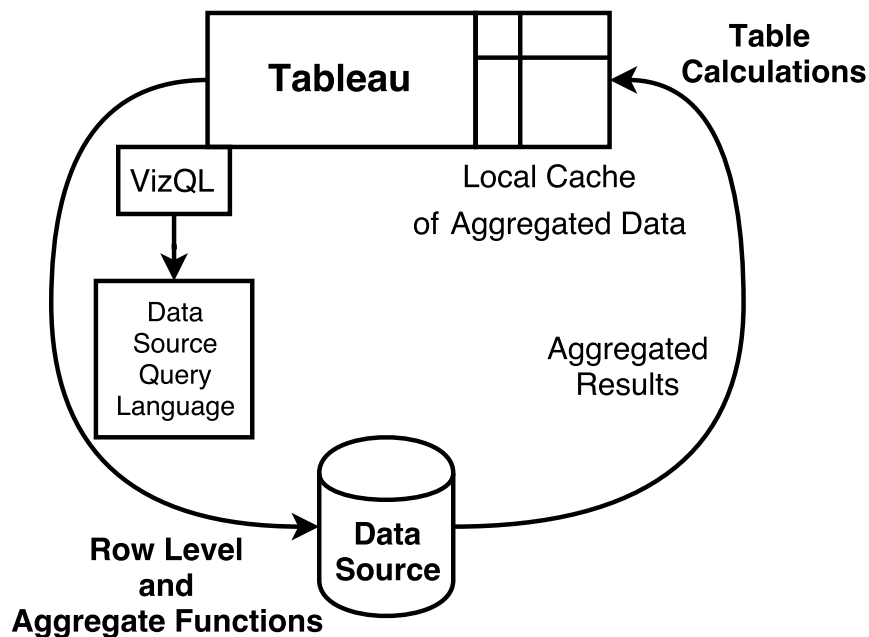 Tableau
Table
Calculations
VizQL
Local Cache
of Aggregated Data
Data
Source
Query
Language
Aggregated
Results
Data
Source
Row Level
and
Aggregate Functions